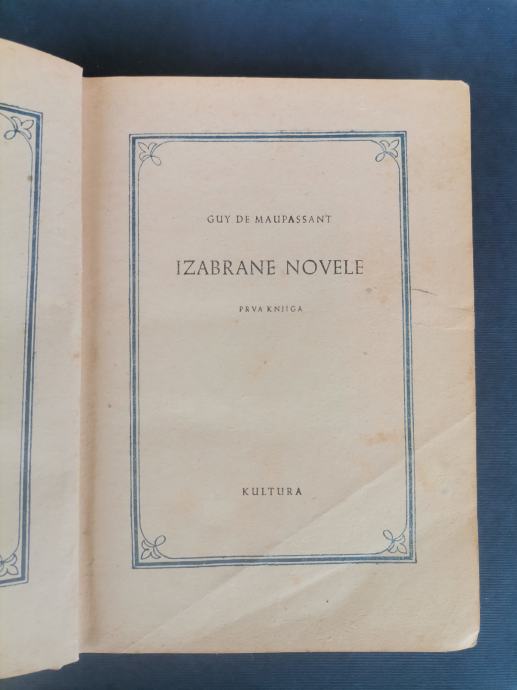 GUY DE MAUPASSANT
IZABRANE NOVELE
PRVA KNJIGA
KULTURA